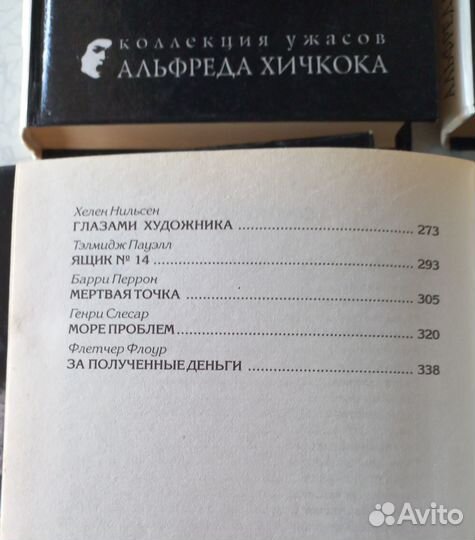 КОЛЛЕКЦИЯ УЖАСОВ
АЛЬФРЕДА ХИЧКОКА
Хелен Нильсен
ГЛАЗАМИ ХУДОЖНИКА 273
Тэлмидж Пауэлл
ЯЩИК № 14 293
Барри Перрон
МЕРТВАЯ ТОЧКА 305
Генри Слесар
МОРЕ ПРОБЛЕМ 320
Флетчер Флоур
ЗА ПОЛУЧЕННЫЕ ДЕНЬГИ 338
Avito